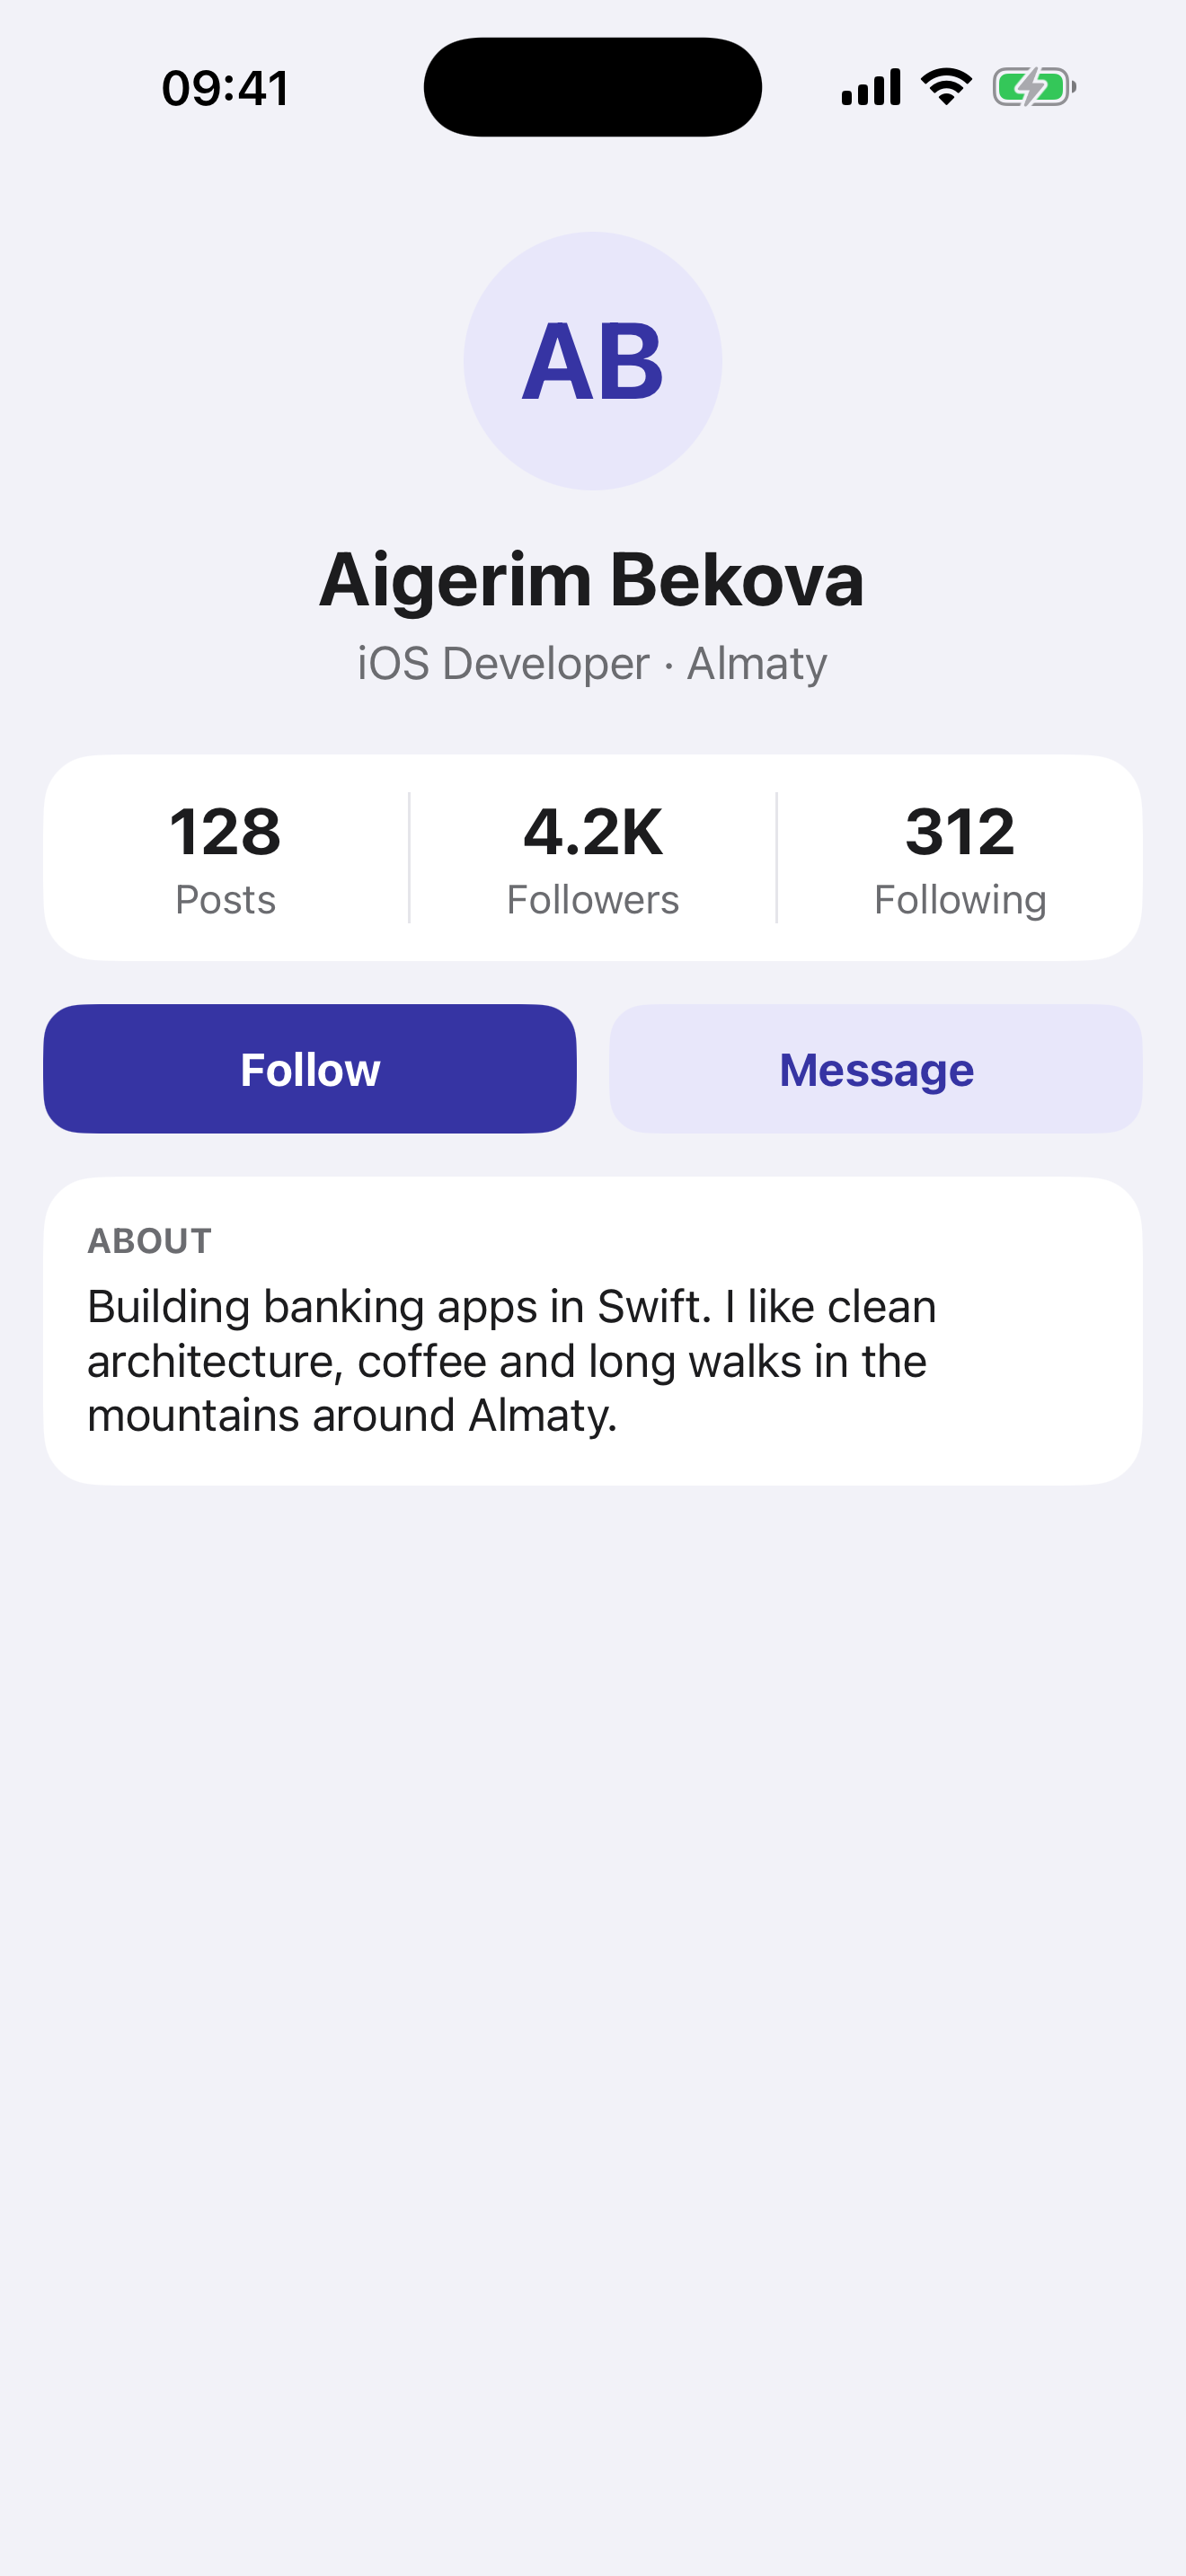 09:41
AB
Aigerim Bekova
iOS Developer · Almaty
128 4.2K 312
Posts Followers Following
Follow Message
ABOUT
Building banking apps in Swift. I like clean
architecture, coffee and long walks in the
mountains around Almaty.